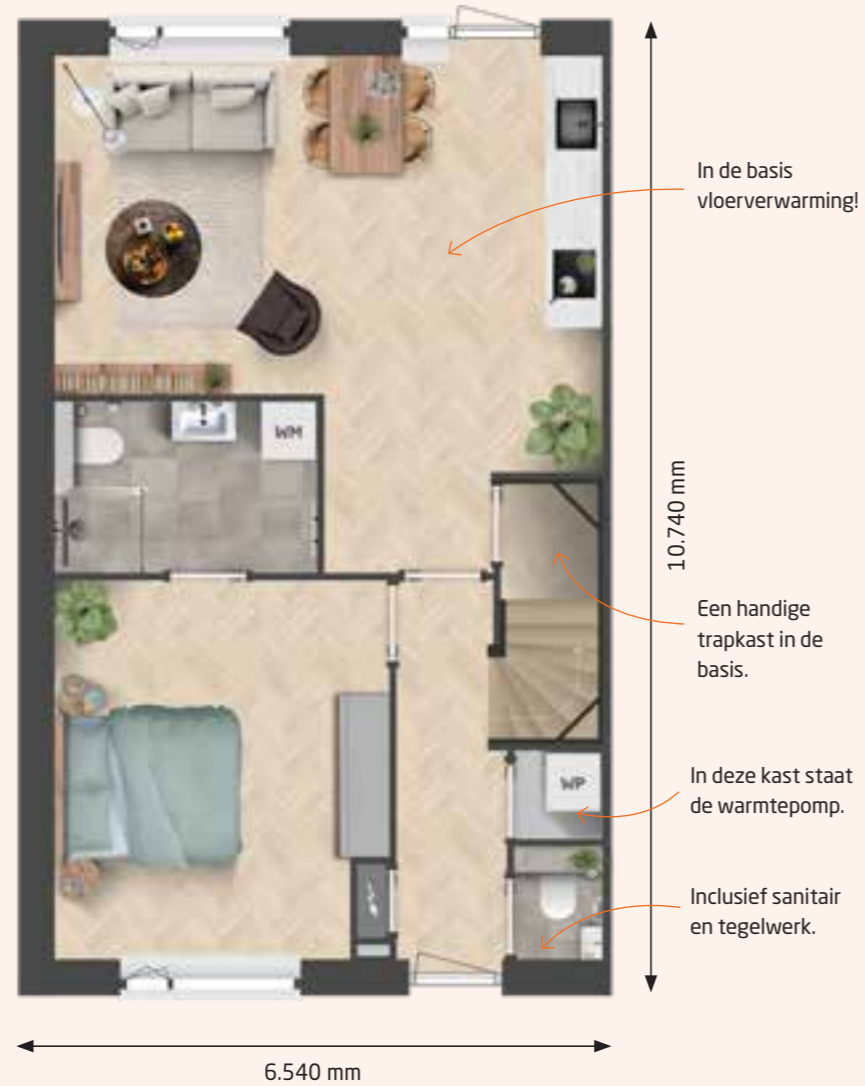 In de basis
vloerverwarming!
WM
10.740 mm
Een handige
trapkast in de
basis.
In deze kast staat
de warmtepomp.
WP
Inclusief sanitair
en tegelwerk.
6.540 mm